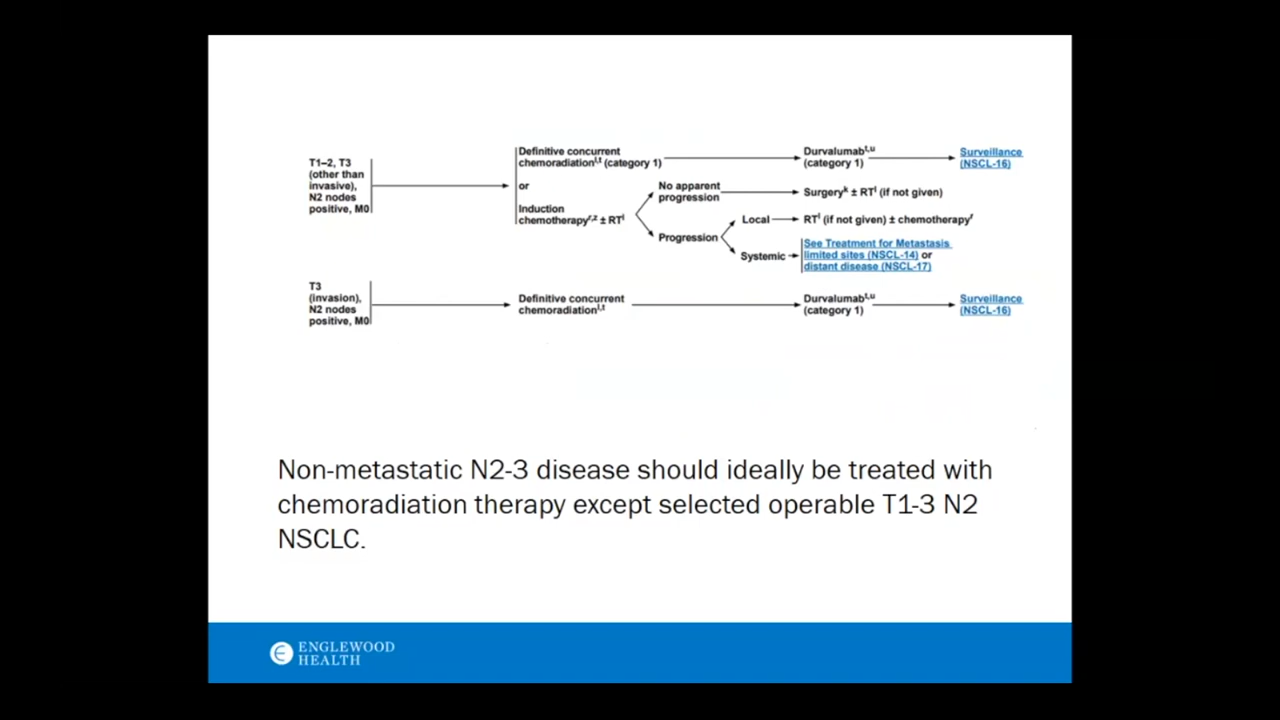 T1–2, T3
(other than
invasive),
N2 nodes
positive, M0
Definitive concurrent
chemoradiation (category 1)
or
Induction
chemotherapy ± RT
No apparent
progression
Progression
Local
Systemic
Durvalumab
(category 1)
Surveillance
(NSCL-16)
Surgery ± RT (if not given)
RT (if not given) ± chemotherapy
See Treatment for Metastasis
limited sites (NSCL-14) or
distant disease (NSCL-17)
T3
(invasion),
N2 nodes
positive, M0
Definitive concurrent
chemoradiation
Durvalumab
(category 1)
Surveillance
(NSCL-16)
Non-metastatic N2-3 disease should ideally be treated with
chemoradiation therapy except selected operable T1-3 N2
NSCLC.
ENGLEWOOD
HEALTH